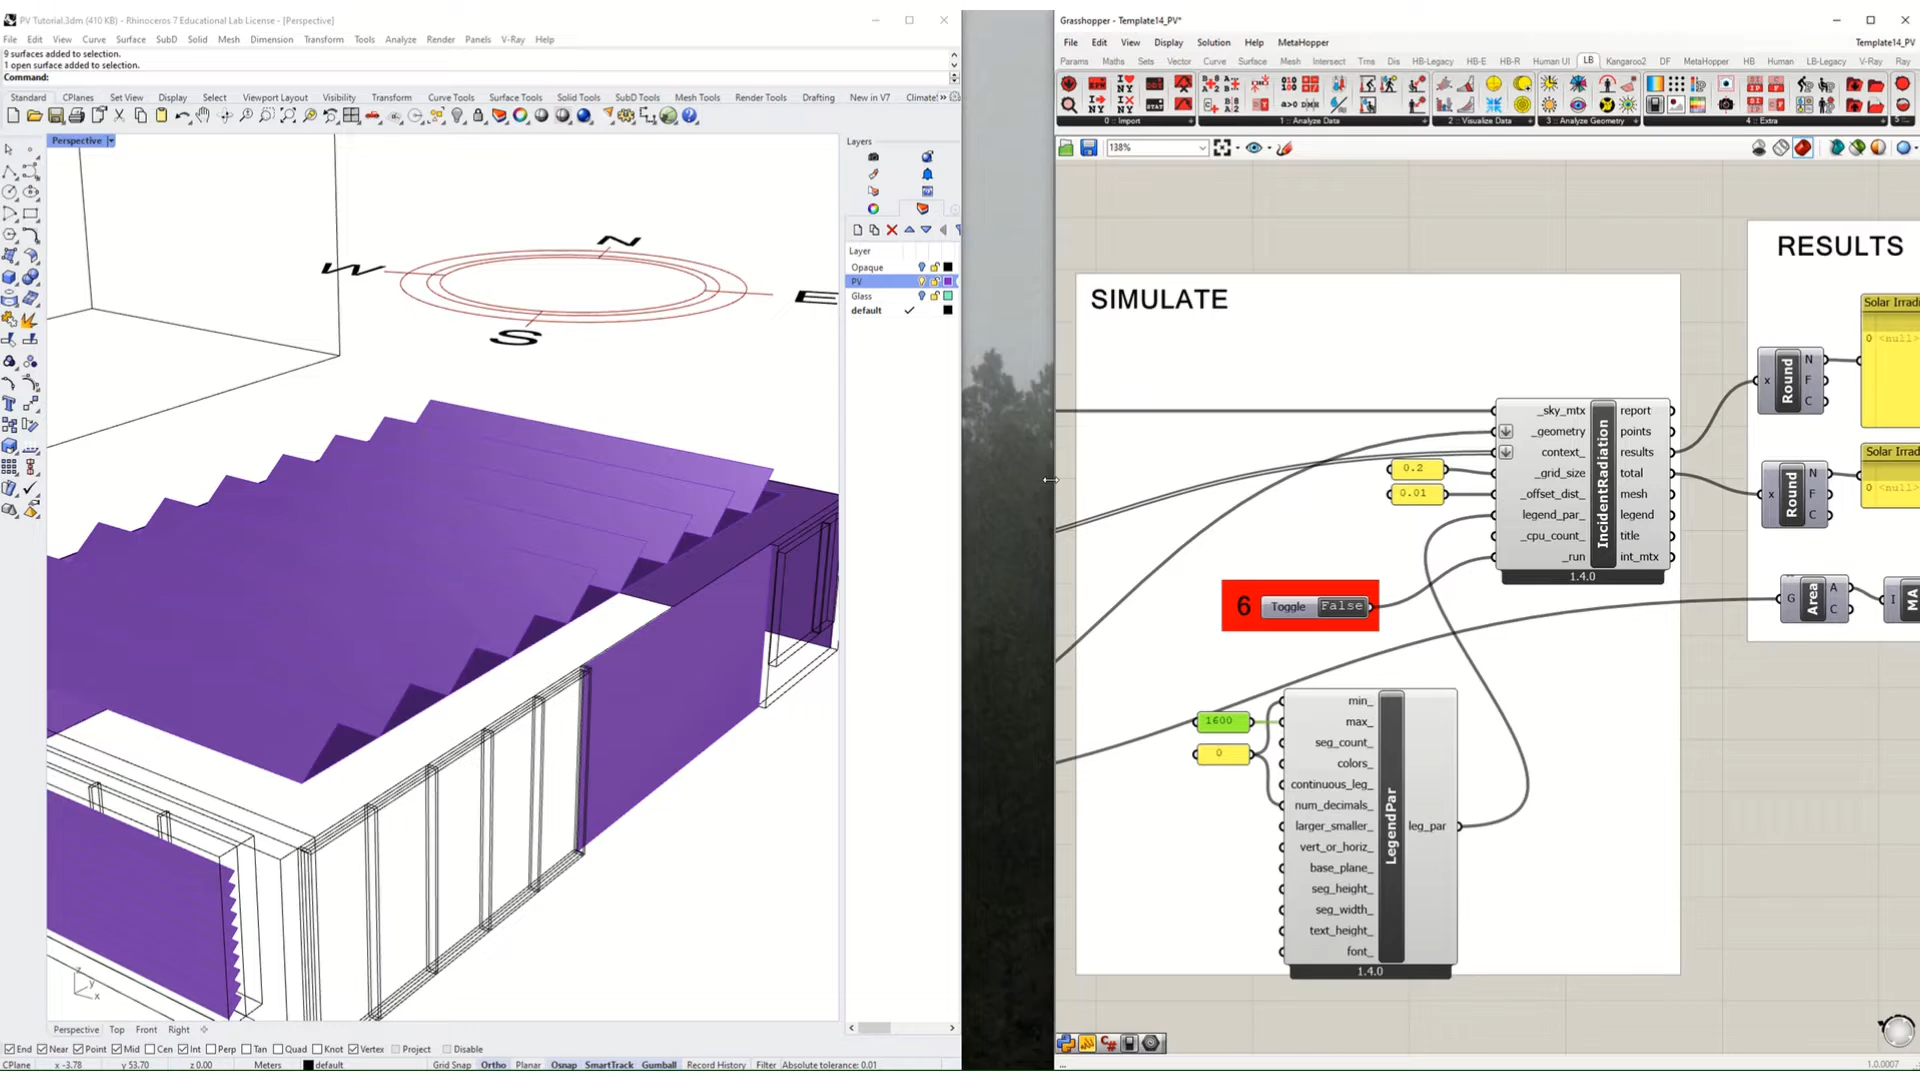 PV Tutorial.3dm (410 KB) - Rhinoceros 7 Educational Lab License - [Perspective]
File Edit View Curve Surface SubD Solid Mesh Dimension Transform Tools Analyze Render Panels V-Ray Help
9 surfaces added to selection.
1 open surface added to selection.
Command:
Standard CPlanes Set View Display Select Viewport Layout Visibility Transform Curve Tools Surface Tools Solid Tools SubD Tools Mesh Tools Render Tools Drafting New in V7 Climate! »
Perspective
N
W
E
S
z
y
x
Layers
Layer
Opaque
PV
Glass
default
Perspective Top Front Right
End Near Point Mid Cen Int Perp Tan Quad Knot Vertex Project Disable
CPlane x -3.78 y 53.70 z 0.00 Meters default Grid Snap Ortho Planar Osnap SmartTrack Gumball Record History Filter Absolute tolerance: 0.01
Grasshopper - Template14_PV*
File Edit View Display Solution Help MetaHopper Template14_PV
Params Maths Sets Vector Curve Surface Mesh Intersect Trns Dis HB-Legacy HB-E HB-R Human UI LB Kangaroo2 DF MetaHopper HB Human LB-Legacy V-Ray Ray
0 :: Import 1 :: Analyze Data 2 :: Visualize Data 3 :: Analyze Geometry 4 :: Extra 5 ::
138%
SIMULATE
_sky_mtx
_geometry
context_
_grid_size
_offset_dist_
legend_par_
_cpu_count_
_run
IncidentRadiation
report
points
results
total
mesh
legend
title
int_mtx
1.4.0
0.2
0.01
6 Toggle False
1600
0
min_
max_
seg_count_
colors_
continuous_leg_
num_decimals_
larger_smaller_
vert_or_horiz_
base_plane_
seg_height_
seg_width_
text_height_
font_
LegendPar
leg_par
1.4.0
RESULTS
Solar Irradi
0 <null>
x Round N F C
Solar Irrad
0 <null>
x Round N F C
G Area A C
I MA
1.0.0007